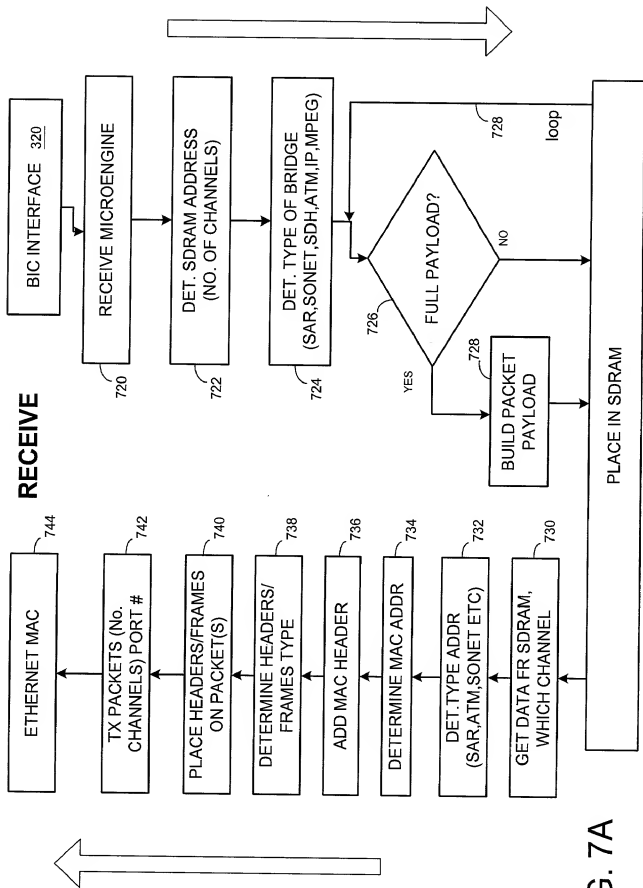 RECEIVE
BIC INTERFACE 320
RECEIVE MICROENGINE
720
DET. SDRAM ADDRESS
(NO. OF CHANNELS)
722
DET. TYPE OF BRIDGE
(SAR,SONET,SDH,ATM,IP,MPEG)
724
FULL PAYLOAD?
726
YES
NO
728
loop
BUILD PACKET
PAYLOAD
728
PLACE IN SDRAM
GET DATA FR SDRAM,
WHICH CHANNEL
730
DET.TYPE ADDR
(SAR,ATM,SONET ETC)
732
DETERMINE MAC ADDR
734
ADD MAC HEADER
736
DETERMINE HEADERS/
FRAMES TYPE
738
PLACE HEADERS/FRAMES
ON PACKET(S)
740
TX PACKETS (No.
CHANNELS) PORT #
742
ETHERNET MAC
744
G. 7A